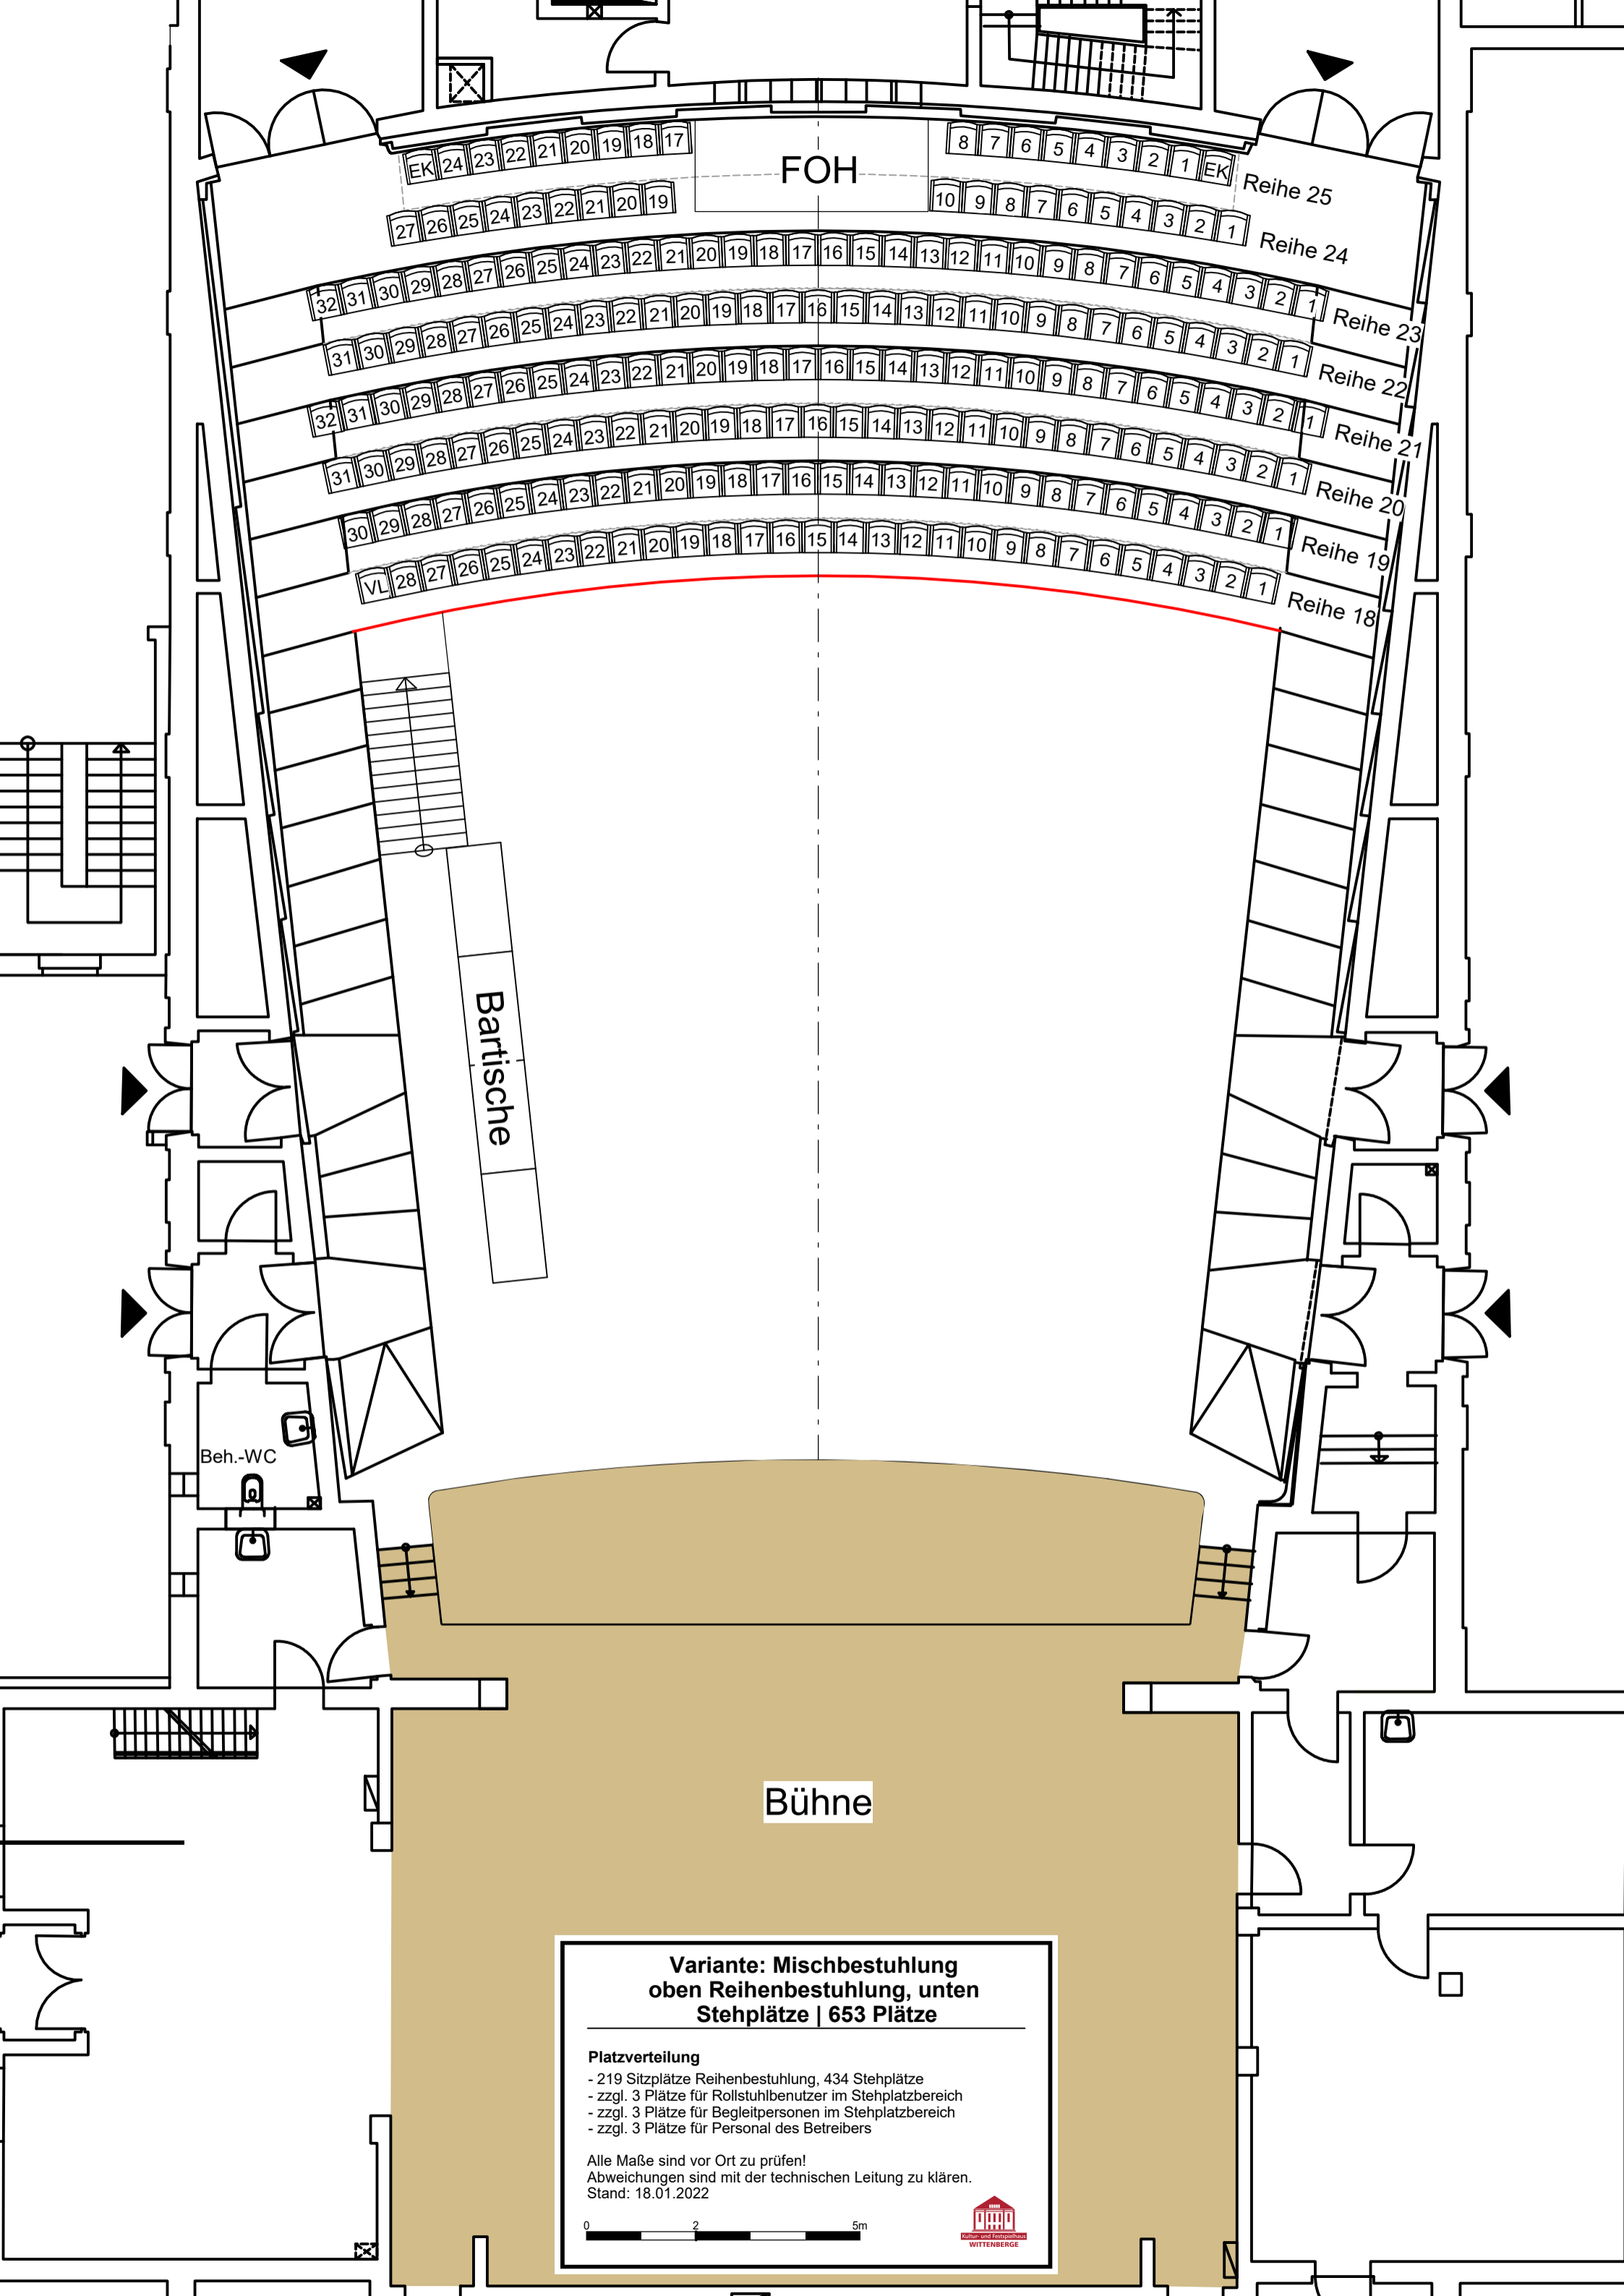 EK 24 23 22 21 20 19 18 17
FOH
8 7 6 5 4 3 2 1 EK
Reihe 25
27 26 25 24 23 22 21 20 19
10 9 8 7 6 5 4 3 2 1
Reihe 24
32 31 30 29 28 27 26 25 24 23 22 21 20 19 18 17 16 15 14 13 12 11 10 9 8 7 6 5 4 3 2 1
Reihe 23
31 30 29 28 27 26 25 24 23 22 21 20 19 18 17 16 15 14 13 12 11 10 9 8 7 6 5 4 3 2 1
Reihe 22
32 31 30 29 28 27 26 25 24 23 22 21 20 19 18 17 16 15 14 13 12 11 10 9 8 7 6 5 4 3 2 1
Reihe 21
31 30 29 28 27 26 25 24 23 22 21 20 19 18 17 16 15 14 13 12 11 10 9 8 7 6 5 4 3 2 1
Reihe 20
30 29 28 27 26 25 24 23 22 21 20 19 18 17 16 15 14 13 12 11 10 9 8 7 6 5 4 3 2 1
Reihe 19
VL 28 27 26 25 24 23 22 21 20 19 18 17 16 15 14 13 12 11 10 9 8 7 6 5 4 3 2 1
Reihe 18
Bartische
Beh.-WC
Bühne
Variante: Mischbestuhlung
oben Reihenbestuhlung, unten
Stehplätze | 653 Plätze
Platzverteilung
- 219 Sitzplätze Reihenbestuhlung, 434 Stehplätze
- zzgl. 3 Plätze für Rollstuhlbenutzer im Stehplatzbereich
- zzgl. 3 Plätze für Begleitpersonen im Stehplatzbereich
- zzgl. 3 Plätze für Personal des Betreibers
Alle Maße sind vor Ort zu prüfen!
Abweichungen sind mit der technischen Leitung zu klären.
Stand: 18.01.2022
0 2 5m
Kultur- und Festspielhaus
WITTENBERGE